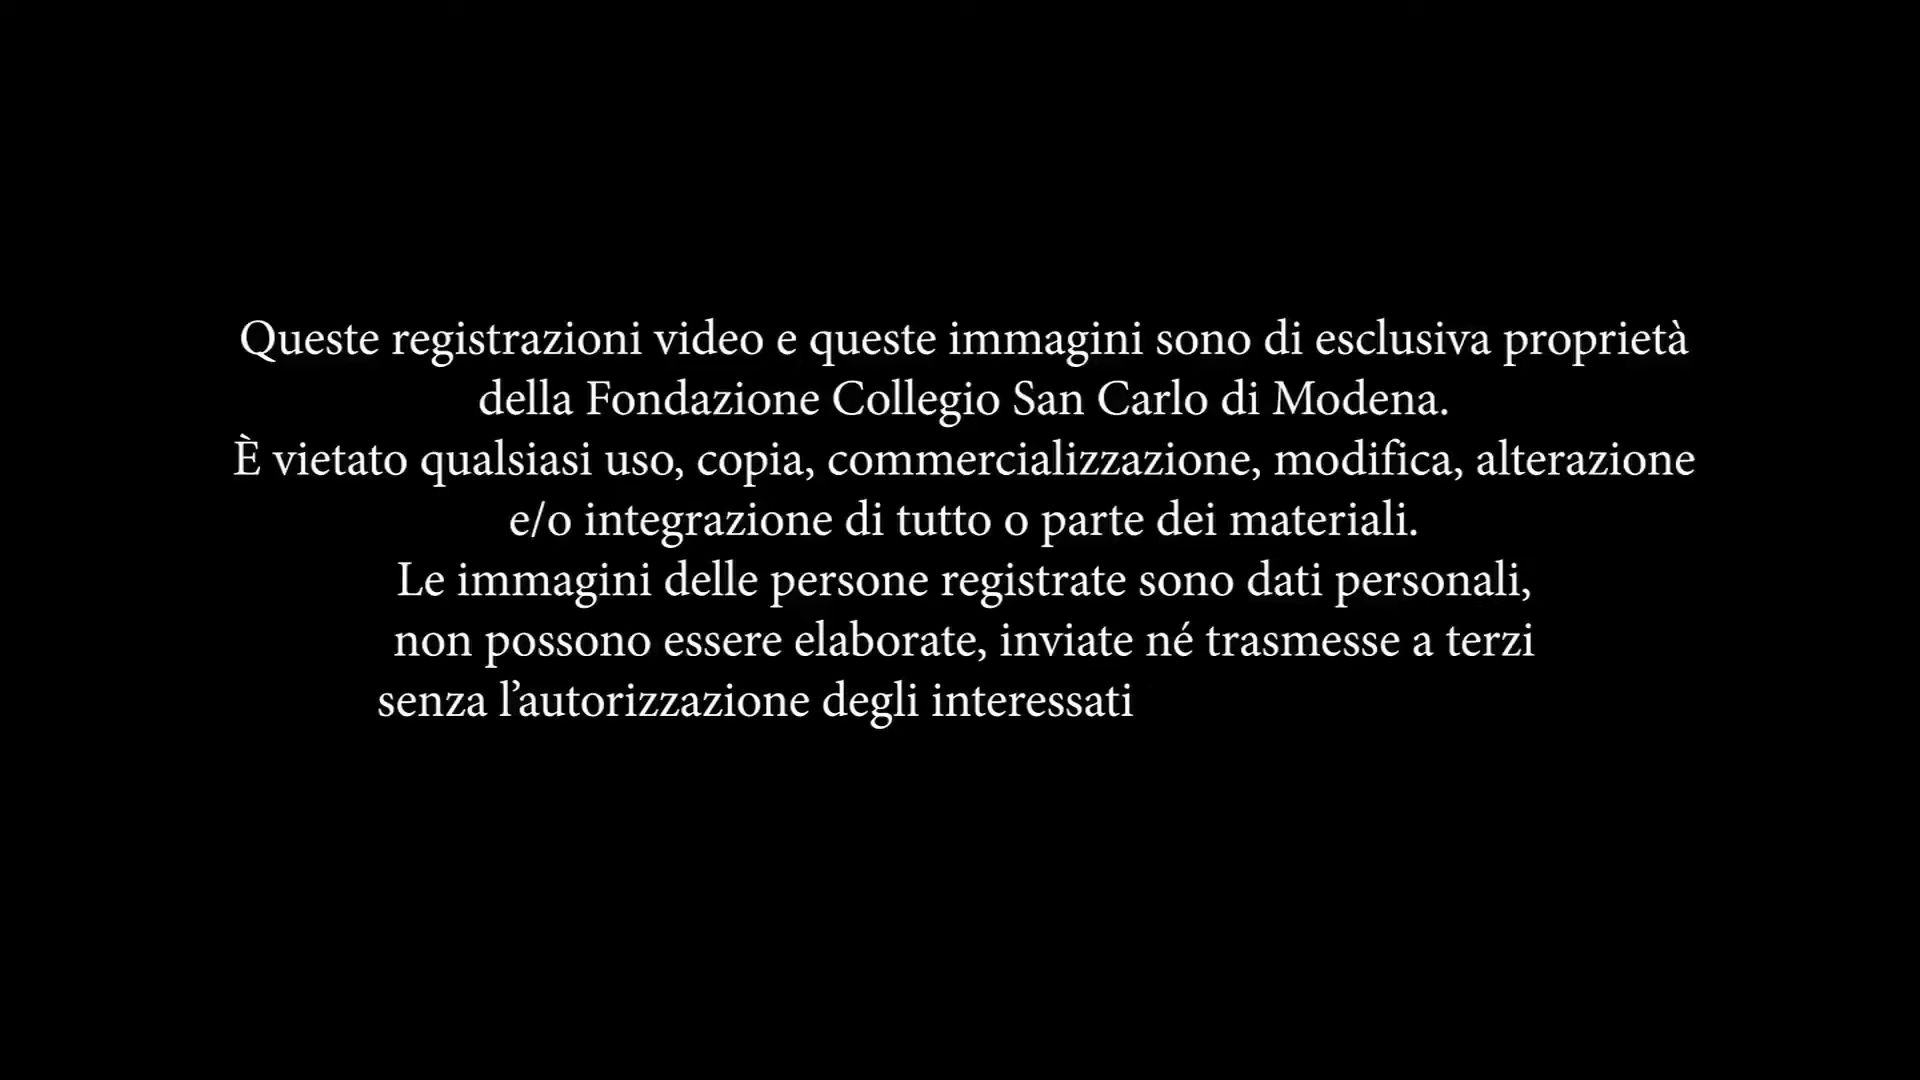 Queste registrazioni video e queste immagini sono di esclusiva proprietà
della Fondazione Collegio San Carlo di Modena.
È vietato qualsiasi uso, copia, commercializzazione, modifica, alterazione
e/o integrazione di tutto o parte dei materiali.
Le immagini delle persone registrate sono dati personali,
non possono essere elaborate, inviate né trasmesse a terzi
senza l’autorizzazione degli interessati